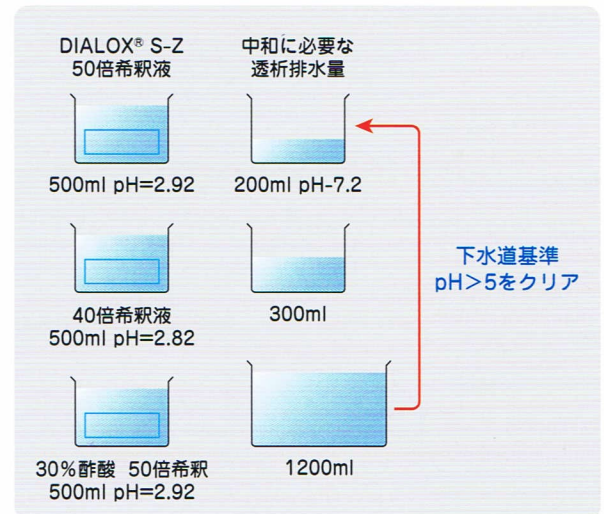 DIALOX® S-Z
50倍希釈液
中和に必要な
透析排水量
500ml pH=2.92
200ml pH-7.2
40倍希釈液
500ml pH=2.82
300ml
下水道基準
pH＞5をクリア
30%酢酸 50倍希釈
500ml pH=2.92
1200ml